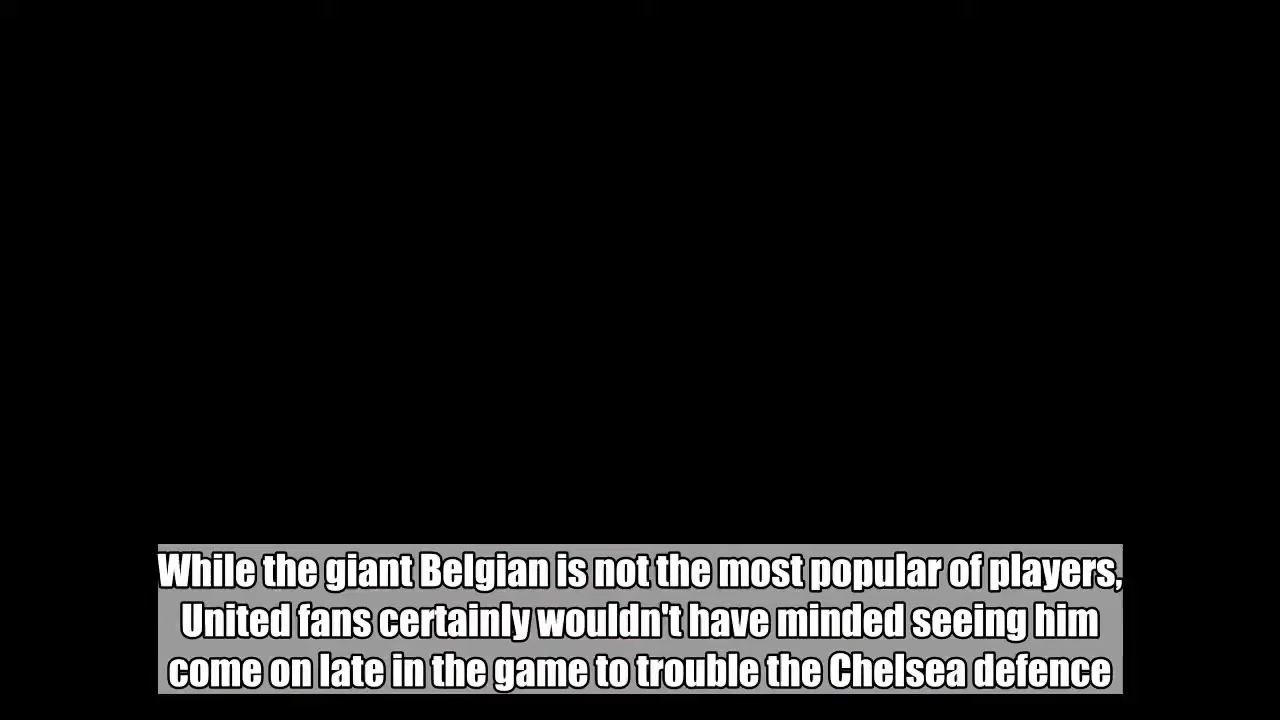 While the giant Belgian is not the most popular of players,
United fans certainly wouldn't have minded seeing him
come on late in the game to trouble the Chelsea defence